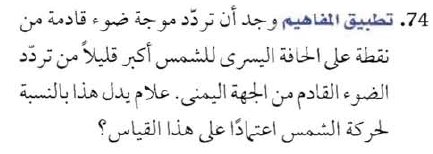 74. تطبيق المفاهيم وجد أن تردّد موجة ضوء قادمة من
نقطة على الحافة اليسرى للشمس أكبر قليلاً من تردّد
الضوء القادم من الجهة اليمنى. علام يدل هذا بالنسبة
لحركة الشمس اعتمادًا على هذا القياس؟